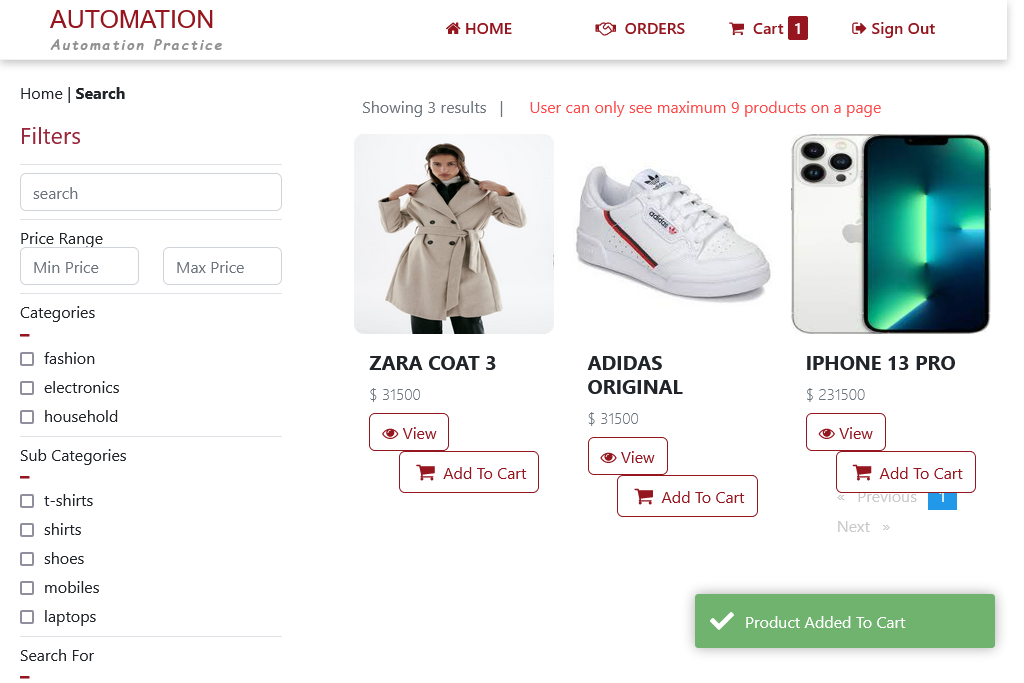 AUTOMATION
Automation Practice
HOME
ORDERS
Cart 1
Sign Out
Home | Search
Filters
search
Price Range
Min Price
Max Price
Categories
fashion
electronics
household
Sub Categories
t-shirts
shirts
shoes
mobiles
laptops
Search For
Showing 3 results |
User can only see maximum 9 products on a page
ZARA COAT 3
$ 31500
View
Add To Cart
adidas
adidas
ADIDAS
ORIGINAL
$ 31500
View
Add To Cart
IPHONE 13 PRO
$ 231500
View
Add To Cart
« Previous 1
Next »
Product Added To Cart